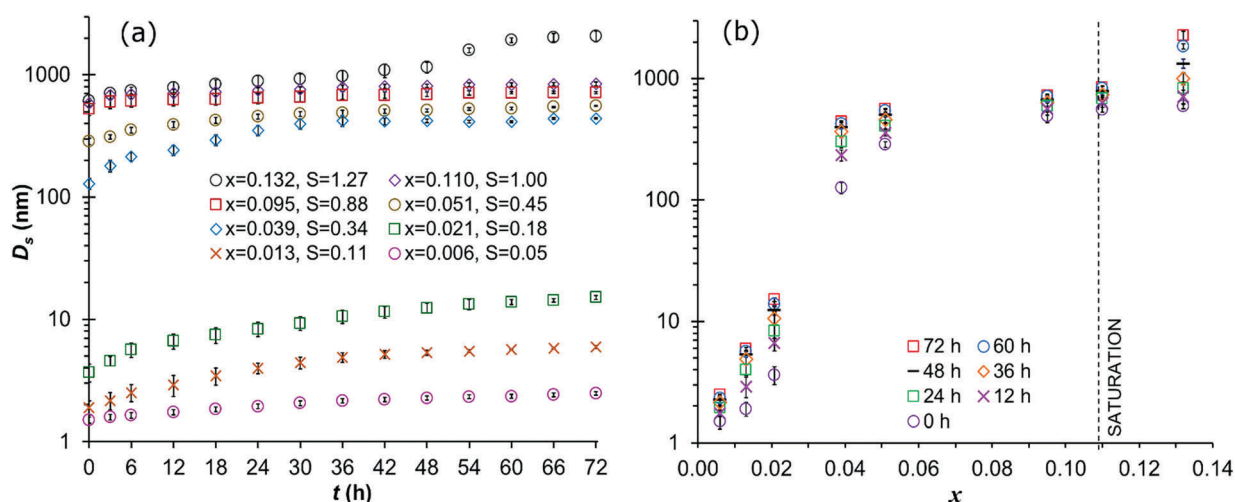 (a)
1000
100
10
1
D_s (nm)
x=0.132, S=1.27
x=0.110, S=1.00
x=0.095, S=0.88
x=0.051, S=0.45
x=0.039, S=0.34
x=0.021, S=0.18
x=0.013, S=0.11
x=0.006, S=0.05
0 6 12 18 24 30 36 42 48 54 60 66 72
t (h)
(b)
1000
100
10
1
72 h
60 h
48 h
36 h
24 h
12 h
0 h
SATURATION
0.00 0.02 0.04 0.06 0.08 0.10 0.12 0.14
x